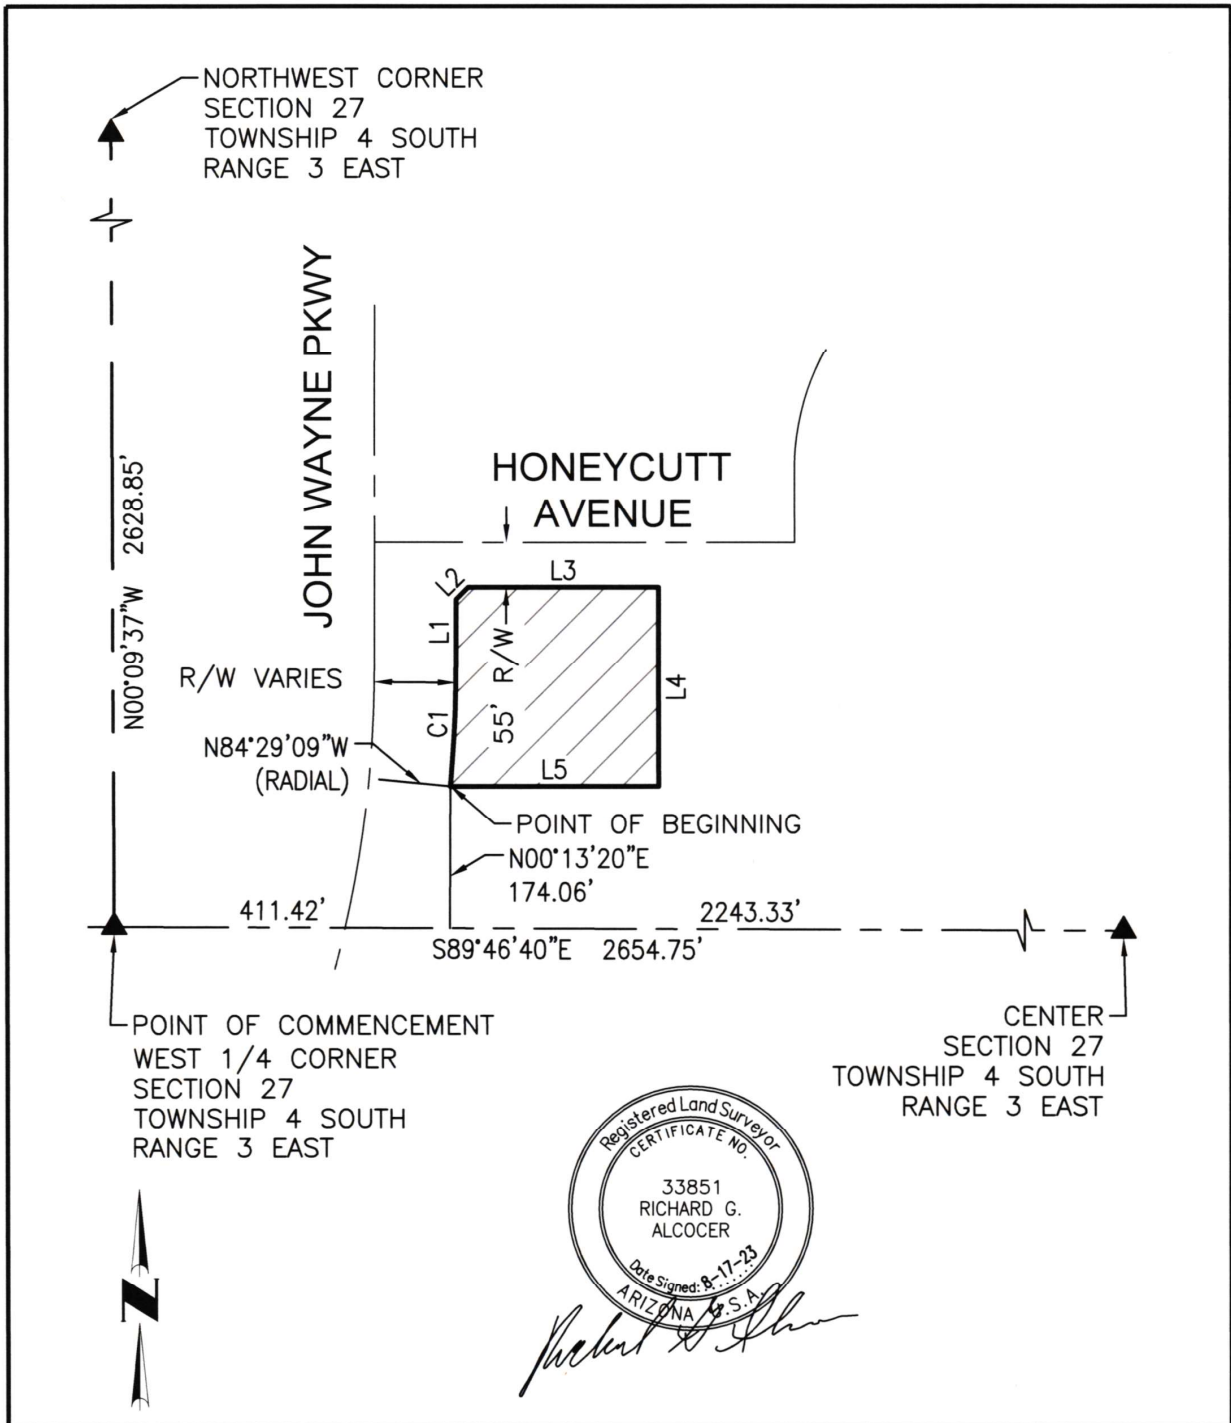 NORTHWEST CORNER
SECTION 27
TOWNSHIP 4 SOUTH
RANGE 3 EAST
JOHN WAYNE PKWY
N00°09'37"W 2628.85'
HONEYCUTT
AVENUE
L2
L3
L1
R/W
55'
L4
R/W VARIES
C1
N84°29'09"W
(RADIAL)
L5
POINT OF BEGINNING
N00°13'20"E
174.06'
411.42'
2243.33'
S89°46'40"E 2654.75'
POINT OF COMMENCEMENT
WEST 1/4 CORNER
SECTION 27
TOWNSHIP 4 SOUTH
RANGE 3 EAST
CENTER
SECTION 27
TOWNSHIP 4 SOUTH
RANGE 3 EAST
Registered Land Surveyor
CERTIFICATE NO.
33851
RICHARD G.
ALCOCER
Date Signed: 8-17-23
ARIZONA U.S.A.
N